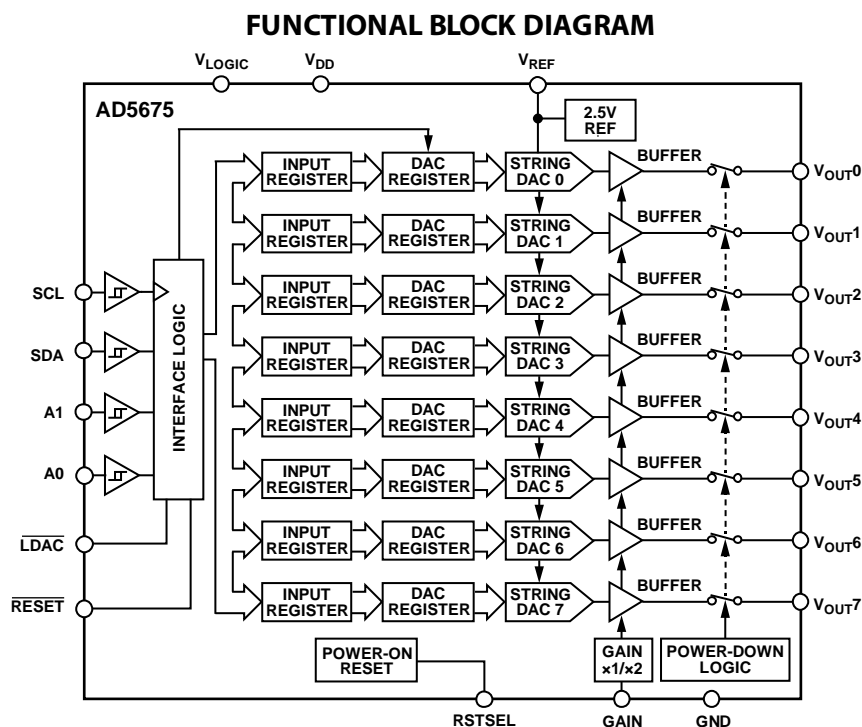 FUNCTIONAL BLOCK DIAGRAM
VLOGIC
VDD
VREF
AD5675
2.5V
REF
INPUT
REGISTER
DAC
REGISTER
STRING
DAC 0
BUFFER
VOUT0
INPUT
REGISTER
DAC
REGISTER
STRING
DAC 1
BUFFER
VOUT1
SCL
INPUT
REGISTER
DAC
REGISTER
STRING
DAC 2
BUFFER
VOUT2
SDA
INTERFACE LOGIC
INPUT
REGISTER
DAC
REGISTER
STRING
DAC 3
BUFFER
VOUT3
A1
INPUT
REGISTER
DAC
REGISTER
STRING
DAC 4
BUFFER
VOUT4
A0
INPUT
REGISTER
DAC
REGISTER
STRING
DAC 5
BUFFER
VOUT5
LDAC
INPUT
REGISTER
DAC
REGISTER
STRING
DAC 6
BUFFER
VOUT6
RESET
INPUT
REGISTER
DAC
REGISTER
STRING
DAC 7
BUFFER
VOUT7
POWER-ON
RESET
GAIN
×1/×2
POWER-DOWN
LOGIC
RSTSEL
GAIN
GND